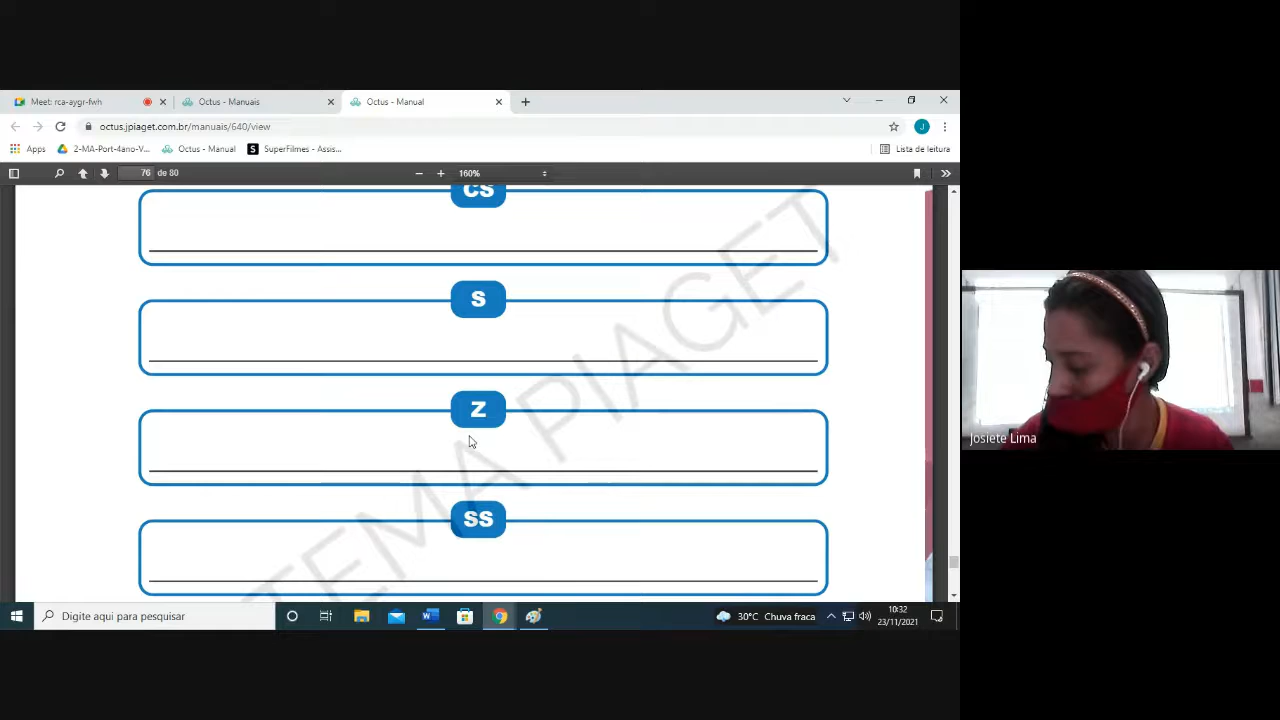 Meet: rca-aygr-fwh
Octus - Manuais
Octus - Manual
octus.jpiaget.com.br/manuais/640/view
Apps
2-MA-Port-4ano-V...
Octus - Manual
S
SuperFilmes - Assis...
Lista de leitura
J
76 de 80
160%
CS
S
Z
SS
TEMA PIAGET
Josiete Lima
Digite aqui para pesquisar
30°C Chuva fraca
10:32
23/11/2021